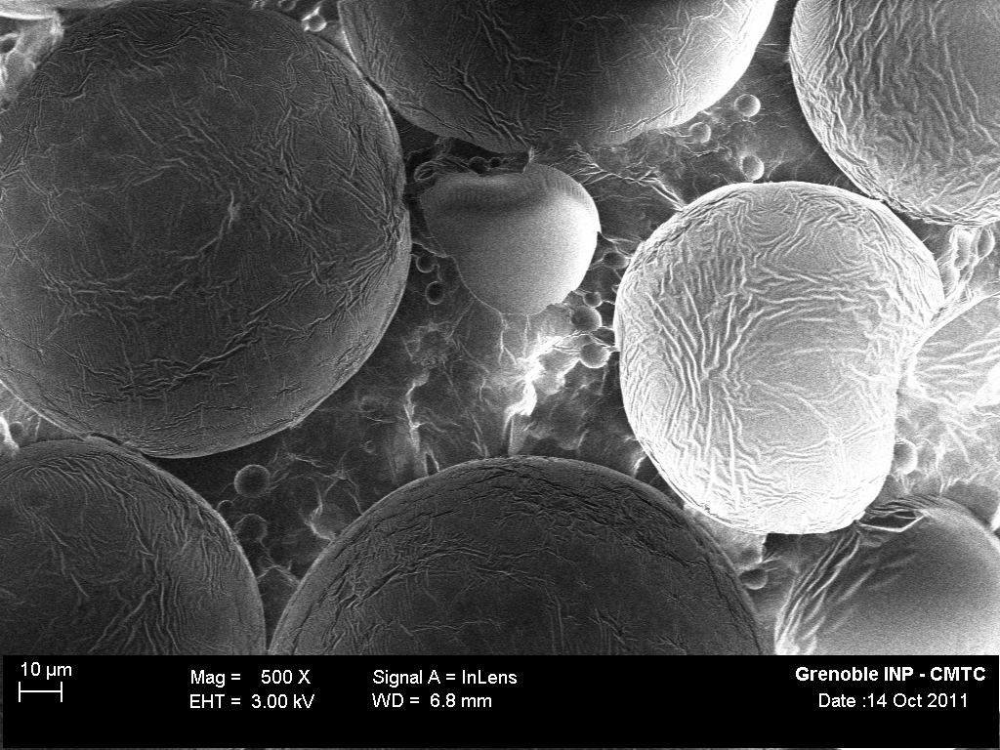 10 µm
Mag =   500 X
EHT =  3.00 kV
Signal A = InLens
WD =  6.8 mm
Grenoble INP - CMTC
Date :14 Oct 2011